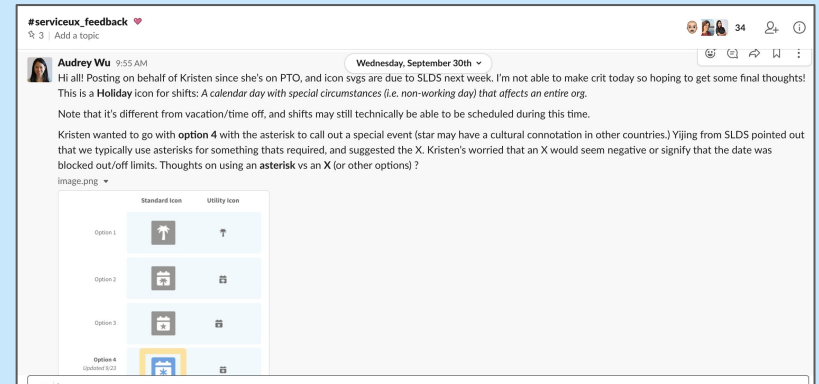 #serviceux_feedback
34
3 | Add a topic
Audrey Wu 9:55 AM
Wednesday, September 30th
Hi all! Posting on behalf of Kristen since she's on PTO, and icon svgs are due to SLDS next week. I'm not able to make crit today so hoping to get some final thoughts!
This is a Holiday icon for shifts: A calendar day with special circumstances (i.e. non-working day) that affects an entire org.
Note that it's different from vacation/time off, and shifts may still technically be able to be scheduled during this time.
Kristen wanted to go with option 4 with the asterisk to call out a special event (star may have a cultural connotation in other countries.) Yijing from SLDS pointed out
that we typically use asterisks for something thats required, and suggested the X. Kristen's worried that an X would seem negative or signify that the date was
blocked out/off limits. Thoughts on using an asterisk vs an X (or other options) ?
image.png
Standard Icon Utility Icon
Option 1
Option 2
Option 3
Option 4
Updated 9/23